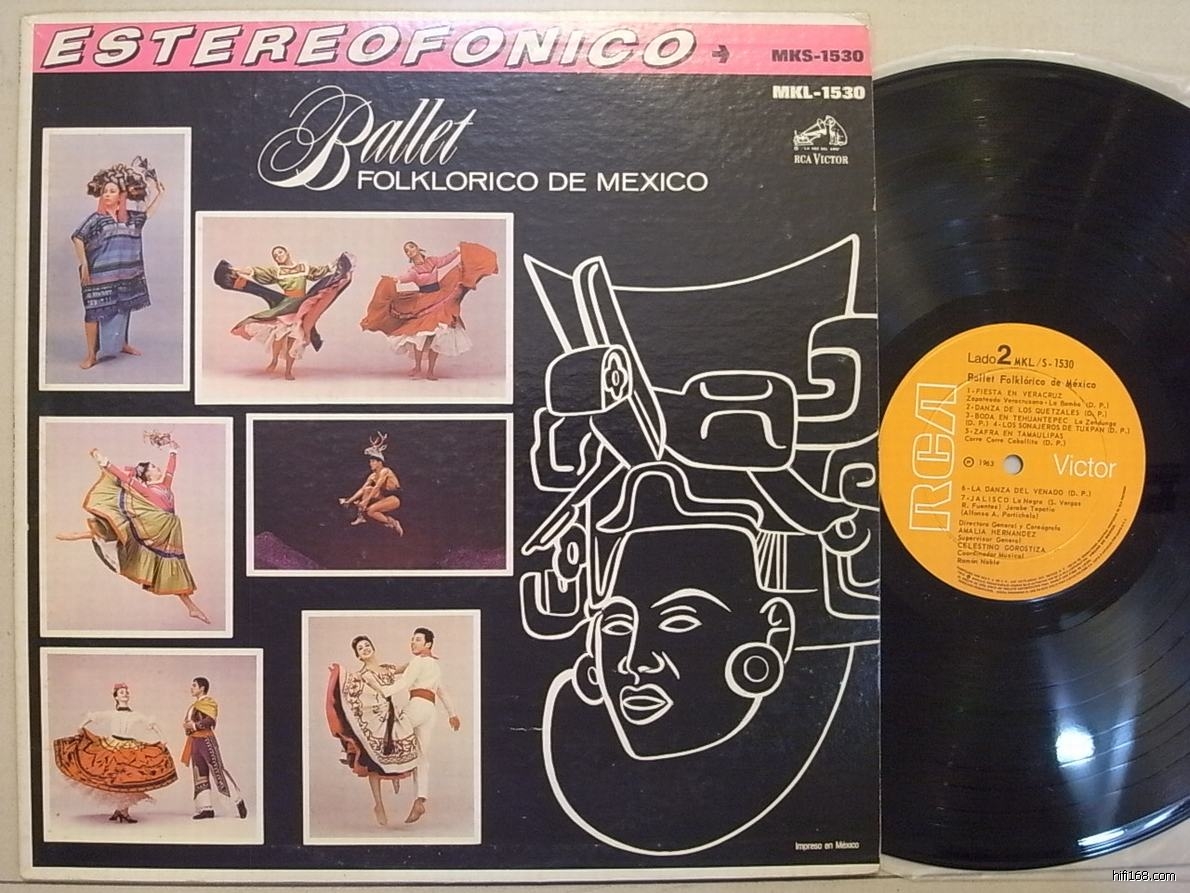 ESTEREOFONICO
MKS-1530
MKL-1530
"LA VOZ DEL AMO"
RCA VICTOR
Ballet
FOLKLORICO DE MEXICO
Impreso en México
Lado 2 MKL/S-1530
Ballet Folklórico de México
1-FIESTA EN VERACRUZ
Zapateado Veracruzano-La Bamba (D. P.)
2-DANZA DE LOS QUETZALES (D. P.)
3-BODA EN TEHUANTEPEC La Zandunga
(D. P.) 4-LOS SONAJEROS DE TUXPAN (D. P.)
5-ZAFRA EN TAMAULIPAS
Corre Corre Caballito (D. P.)
RCA
℗ 1963
Victor
6-LA DANZA DEL VENADO (D. P.)
7-JALISCO La Negra (S. Vargas
R. Fuentes) Jarabe Tapatío
(Alfonso A. Partichela)
Directora General y Coreógrafa
AMALIA HERNANDEZ
Supervisor General
CELESTINO GOROSTIZA
Coordinador Musical
Ramón Noble
hifi168.com